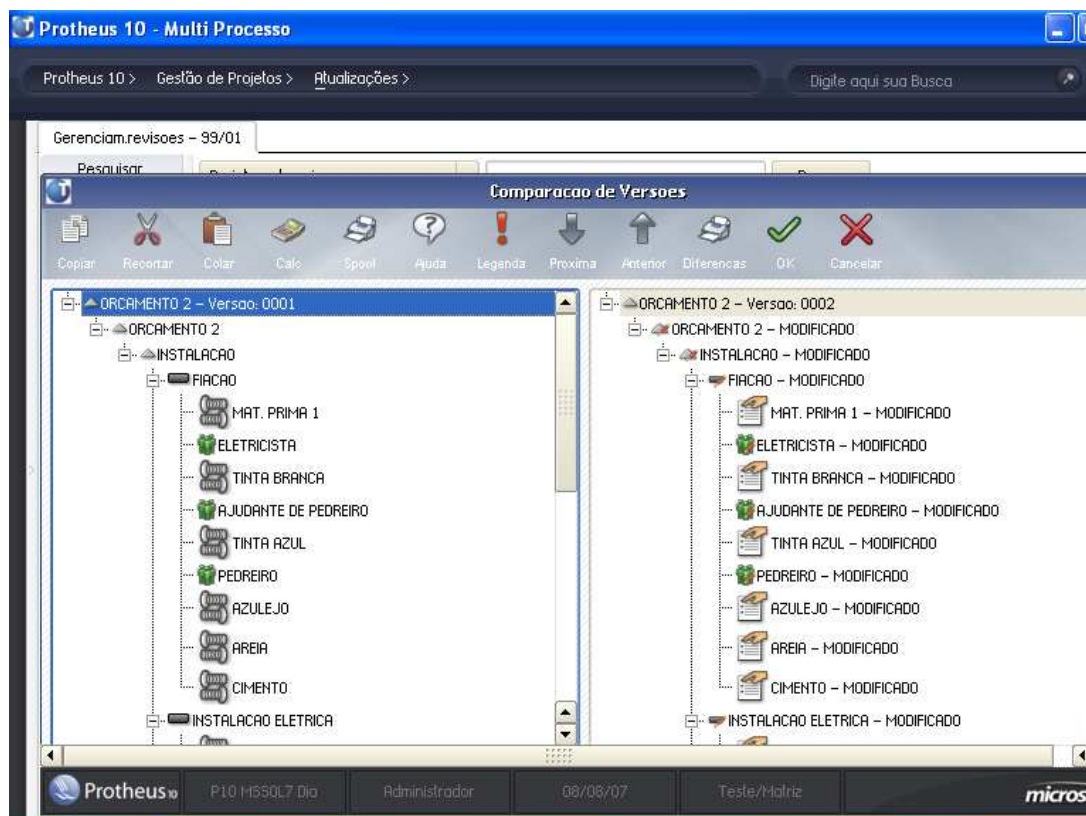 Protheus 10 - Multi Processo
Protheus 10 > Gestão de Projetos > Atualizações >
Digite aqui sua Busca
Gerenciam.revisoes - 99/01
Pesquisar
Comparacao de Versoes
Copiar Recortar Colar Calc Spool Ajuda Legenda Proxima Anterior Diferencas OK Cancelar
ORCAMENTO 2 - Versao: 0001
ORCAMENTO 2
INSTALACAO
FIACAO
MAT. PRIMA 1
ELETRICISTA
TINTA BRANCA
AJUDANTE DE PEDREIRO
TINTA AZUL
PEDREIRO
AZULEJO
AREIA
CIMENTO
INSTALACAO ELETRICA
ORCAMENTO 2 - Versao: 0002
ORCAMENTO 2 - MODIFICADO
INSTALACAO - MODIFICADO
FIACAO - MODIFICADO
MAT. PRIMA 1 - MODIFICADO
ELETRICISTA - MODIFICADO
TINTA BRANCA - MODIFICADO
AJUDANTE DE PEDREIRO - MODIFICADO
TINTA AZUL - MODIFICADO
PEDREIRO - MODIFICADO
AZULEJO - MODIFICADO
AREIA - MODIFICADO
CIMENTO - MODIFICADO
INSTALACAO ELETRICA - MODIFICADO
Protheus 10 P10 MSSQL7 Dio Administrador 08/08/07 Teste/Matriz micros